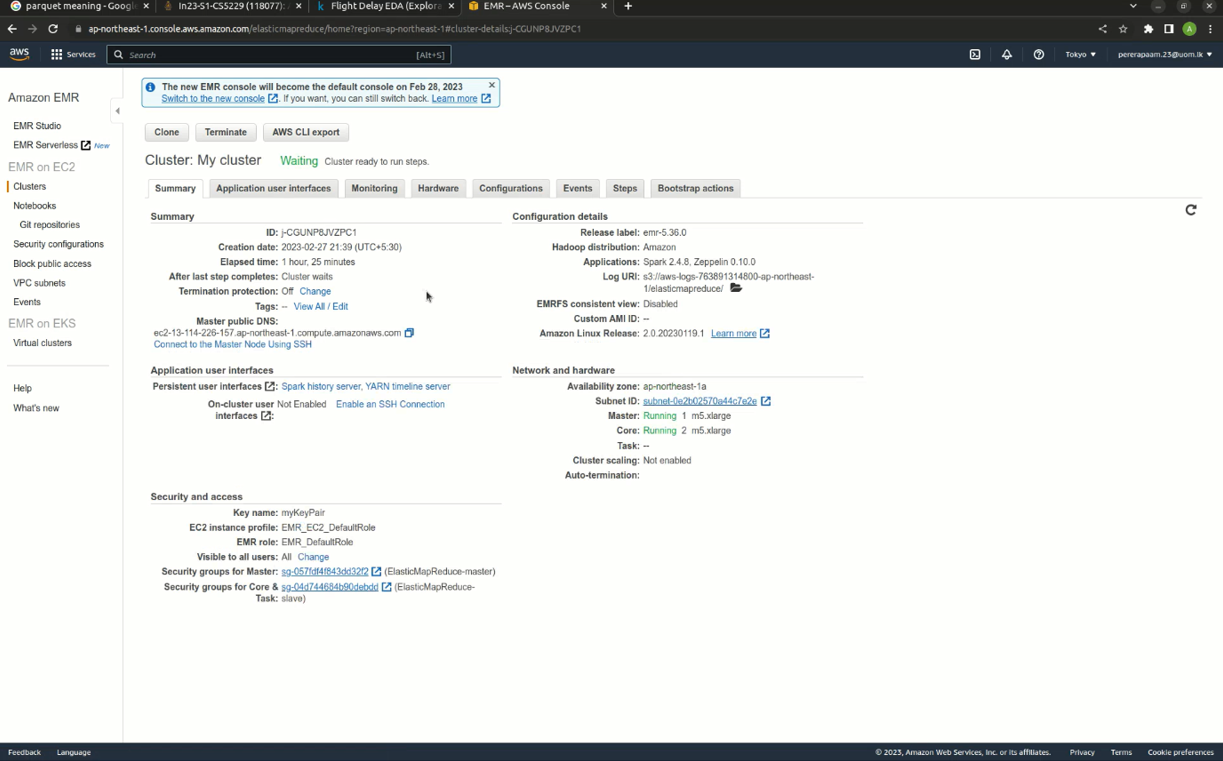 parquet meaning - Googl
In23-S1-CS5229 (118077):
Flight Delay EDA (Explora
EMR – AWS Console
ap-northeast-1.console.aws.amazon.com/elasticmapreduce/home?region=ap-northeast-1#cluster-details:j-CGUNP8JVZPC1
A
aws
Services
Search
[Alt+S]
Tokyo
pererapaam.23@uom.lk
Amazon EMR
EMR Studio
EMR Serverless New
EMR on EC2
Clusters
Notebooks
Git repositories
Security configurations
Block public access
VPC subnets
Events
EMR on EKS
Virtual clusters
Help
What's new
The new EMR console will become the default console on Feb 28, 2023
Switch to the new console . If you want, you can still switch back. Learn more
Clone
Terminate
AWS CLI export
Cluster: My cluster Waiting Cluster ready to run steps.
Summary
Application user interfaces
Monitoring
Hardware
Configurations
Events
Steps
Bootstrap actions
Summary
ID: j-CGUNP8JVZPC1
Creation date: 2023-02-27 21:39 (UTC+5:30)
Elapsed time: 1 hour, 25 minutes
After last step completes: Cluster waits
Termination protection: Off Change
Tags: -- View All / Edit
Master public DNS:
ec2-13-114-226-157.ap-northeast-1.compute.amazonaws.com
Connect to the Master Node Using SSH
Configuration details
Release label: emr-5.36.0
Hadoop distribution: Amazon
Applications: Spark 2.4.8, Zeppelin 0.10.0
Log URI: s3://aws-logs-763891314800-ap-northeast-
1/elasticmapreduce/
EMRFS consistent view: Disabled
Custom AMI ID: --
Amazon Linux Release: 2.0.20230119.1 Learn more
Application user interfaces
Persistent user interfaces : Spark history server, YARN timeline server
On-cluster user Not Enabled Enable an SSH Connection
interfaces :
Network and hardware
Availability zone: ap-northeast-1a
Subnet ID: subnet-0e2b02570a44c7e2e
Master: Running 1 m5.xlarge
Core: Running 2 m5.xlarge
Task: --
Cluster scaling: Not enabled
Auto-termination:
Security and access
Key name: myKeyPair
EC2 instance profile: EMR_EC2_DefaultRole
EMR role: EMR_DefaultRole
Visible to all users: All Change
Security groups for Master: sg-057fdf4f843dd32f2 (ElasticMapReduce-master)
Security groups for Core & sg-04d744684b90debdd (ElasticMapReduce-
Task: slave)
Feedback
Language
© 2023, Amazon Web Services, Inc. or its affiliates.
Privacy
Terms
Cookie preferences